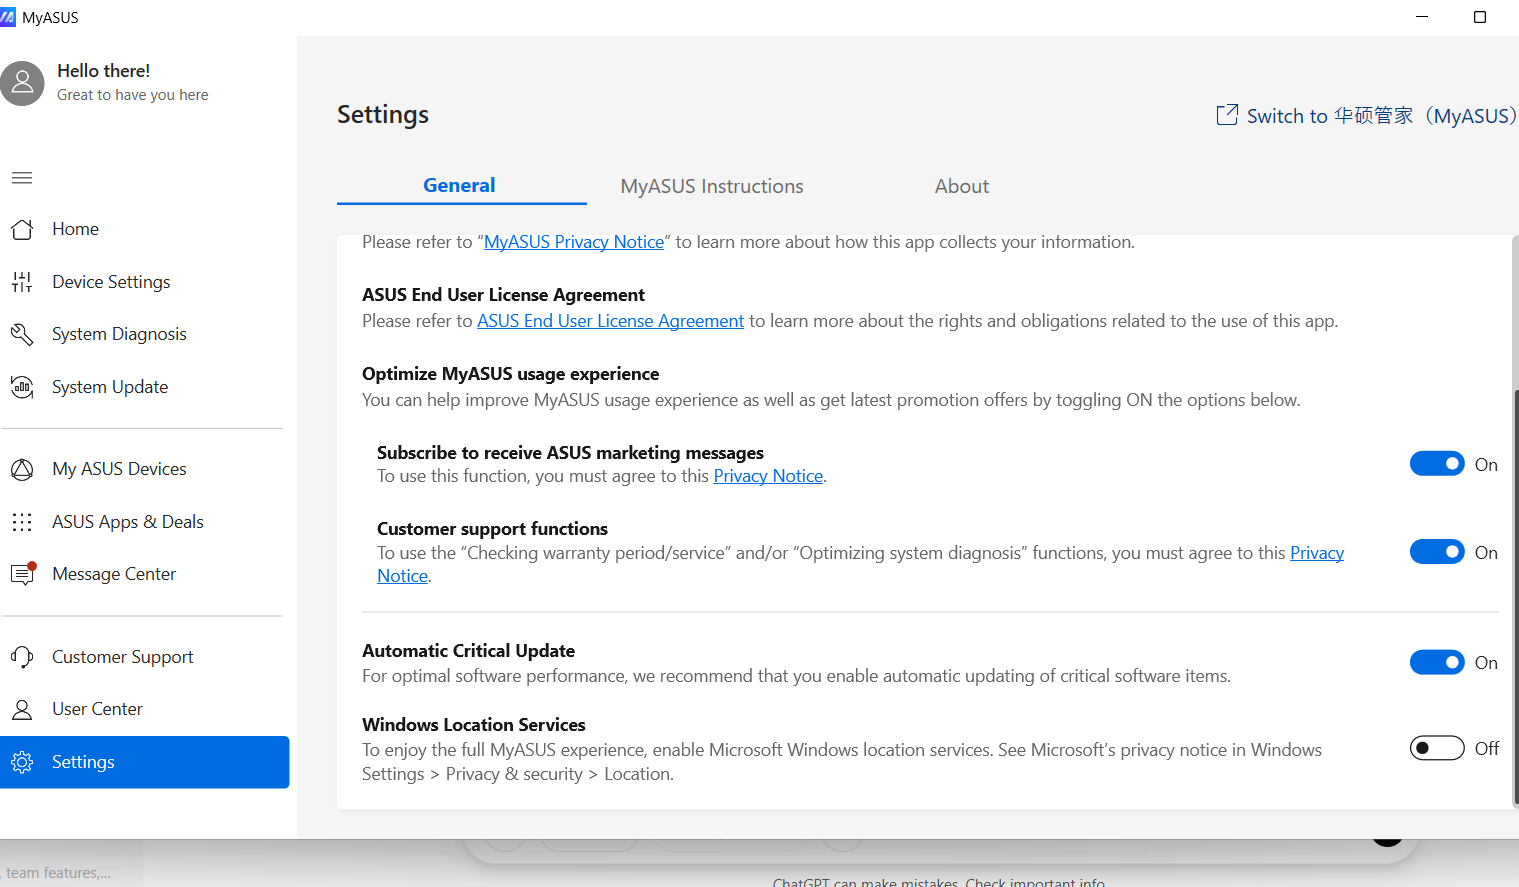 MyASUS
Hello there!
Great to have you here
Home
Device Settings
System Diagnosis
System Update
My ASUS Devices
ASUS Apps & Deals
Message Center
Customer Support
User Center
Settings
Settings
Switch to 华硕管家（MyASUS）
General
MyASUS Instructions
About
Please refer to “MyASUS Privacy Notice” to learn more about how this app collects your information.
ASUS End User License Agreement
Please refer to ASUS End User License Agreement to learn more about the rights and obligations related to the use of this app.
Optimize MyASUS usage experience
You can help improve MyASUS usage experience as well as get latest promotion offers by toggling ON the options below.
Subscribe to receive ASUS marketing messages
To use this function, you must agree to this Privacy Notice.
On
Customer support functions
To use the “Checking warranty period/service” and/or “Optimizing system diagnosis” functions, you must agree to this Privacy
Notice.
On
Automatic Critical Update
For optimal software performance, we recommend that you enable automatic updating of critical software items.
On
Windows Location Services
To enjoy the full MyASUS experience, enable Microsoft Windows location services. See Microsoft’s privacy notice in Windows
Settings > Privacy & security > Location.
Off
, team features,...
ChatGPT can make mistakes. Check important info.